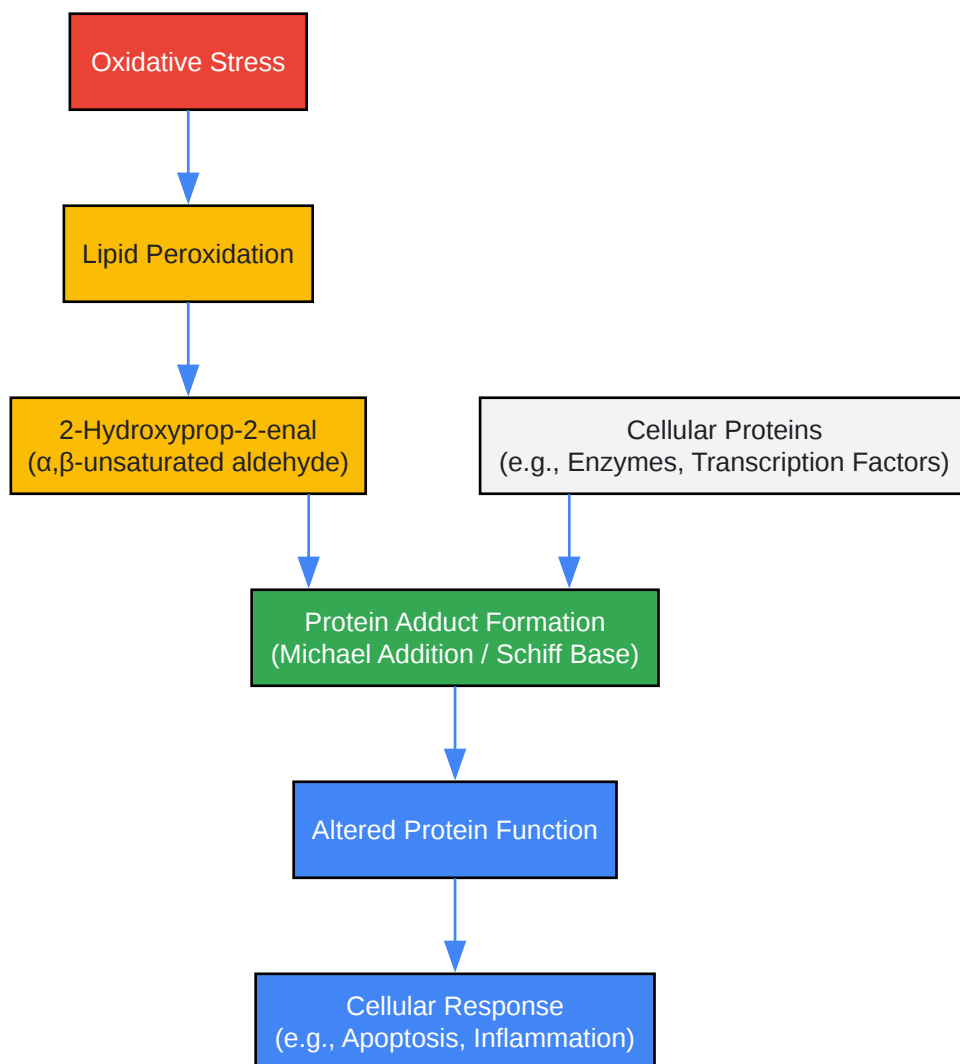 Oxidative Stress
Lipid Peroxidation
2-Hydroxyprop-2-enal
(α,β-unsaturated aldehyde)
Cellular Proteins
(e.g., Enzymes, Transcription Factors)
Protein Adduct Formation
(Michael Addition / Schiff Base)
Altered Protein Function
Cellular Response
(e.g., Apoptosis, Inflammation)